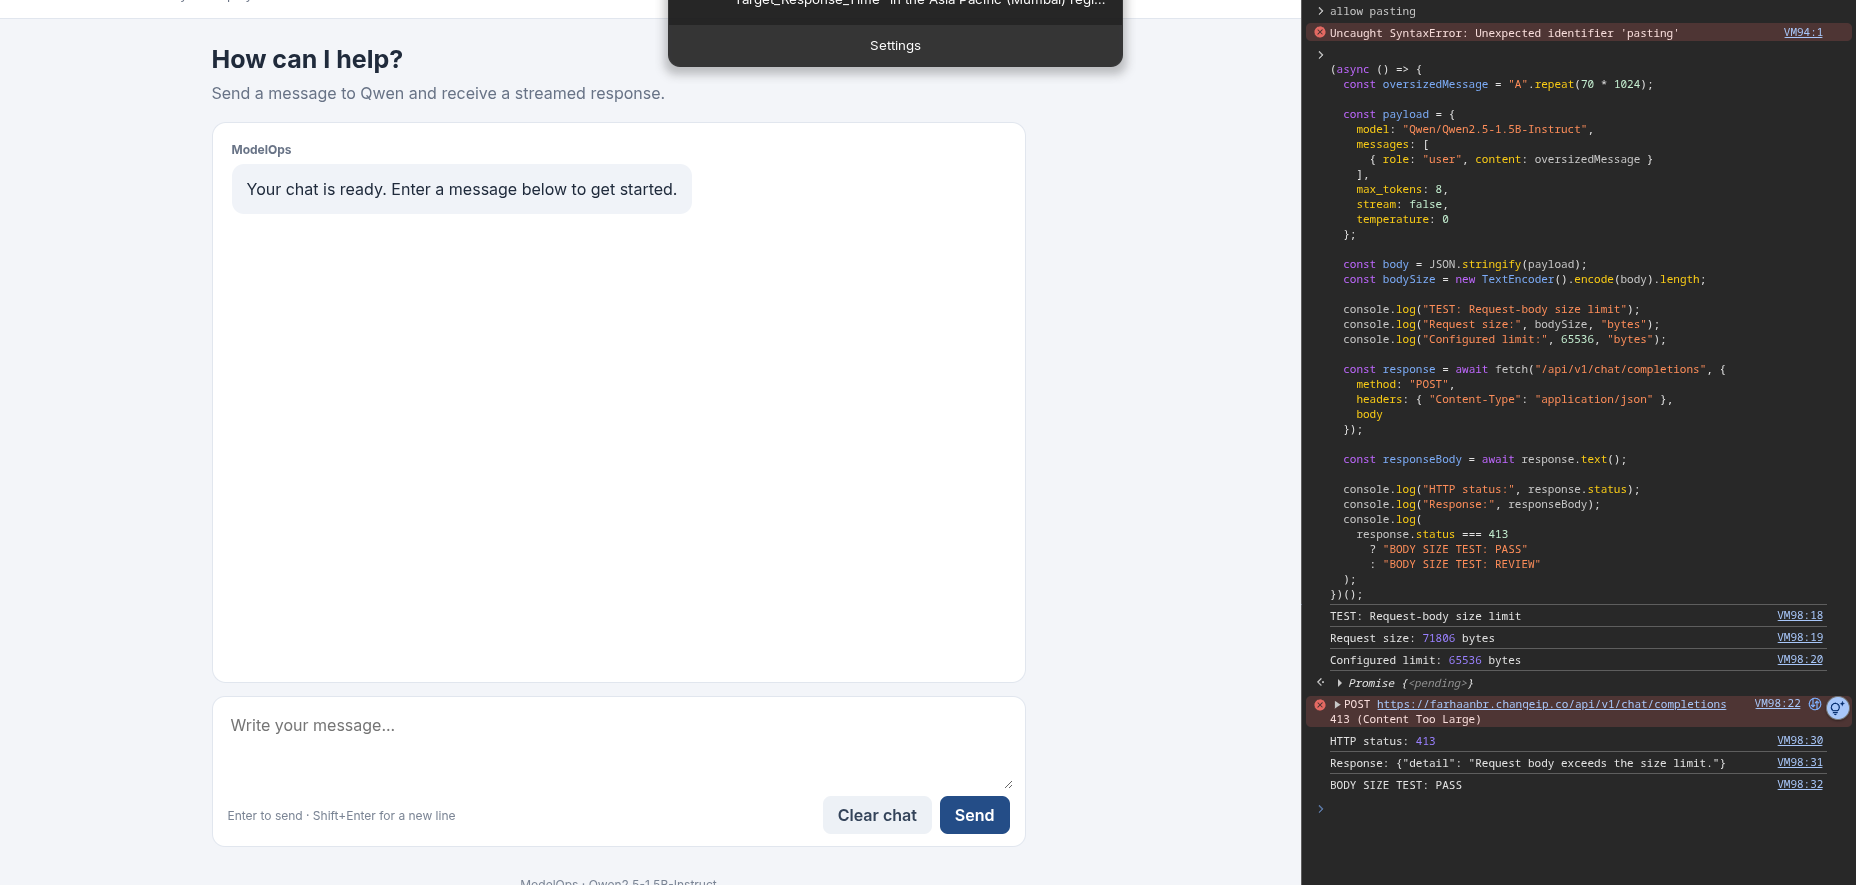 Target_Response_Time" in the Asia Pacific (Mumbai) regi...
Settings
How can I help?
Send a message to Qwen and receive a streamed response.
ModelOps
Your chat is ready. Enter a message below to get started.
Write your message...
Enter to send · Shift+Enter for a new line
Clear chat
Send
ModelOps · Qwen2.5-1.5B-Instruct
allow pasting
Uncaught SyntaxError: Unexpected identifier 'pasting' VM94:1
(async () => {
const oversizedMessage = "A".repeat(70 * 1024);
const payload = {
model: "Qwen/Qwen2.5-1.5B-Instruct",
messages: [
{ role: "user", content: oversizedMessage }
],
max_tokens: 8,
stream: false,
temperature: 0
};
const body = JSON.stringify(payload);
const bodySize = new TextEncoder().encode(body).length;
console.log("TEST: Request-body size limit");
console.log("Request size:", bodySize, "bytes");
console.log("Configured limit:", 65536, "bytes");
const response = await fetch("/api/v1/chat/completions", {
method: "POST",
headers: { "Content-Type": "application/json" },
body
});
const responseBody = await response.text();
console.log("HTTP status:", response.status);
console.log("Response:", responseBody);
console.log(
response.status === 413
? "BODY SIZE TEST: PASS"
: "BODY SIZE TEST: REVIEW"
);
})();
TEST: Request-body size limit VM98:18
Request size: 71806 bytes VM98:19
Configured limit: 65536 bytes VM98:20
Promise {<pending>}
POST https://farhaanbr.changeip.co/api/v1/chat/completions VM98:22
413 (Content Too Large)
HTTP status: 413 VM98:30
Response: {"detail": "Request body exceeds the size limit."} VM98:31
BODY SIZE TEST: PASS VM98:32